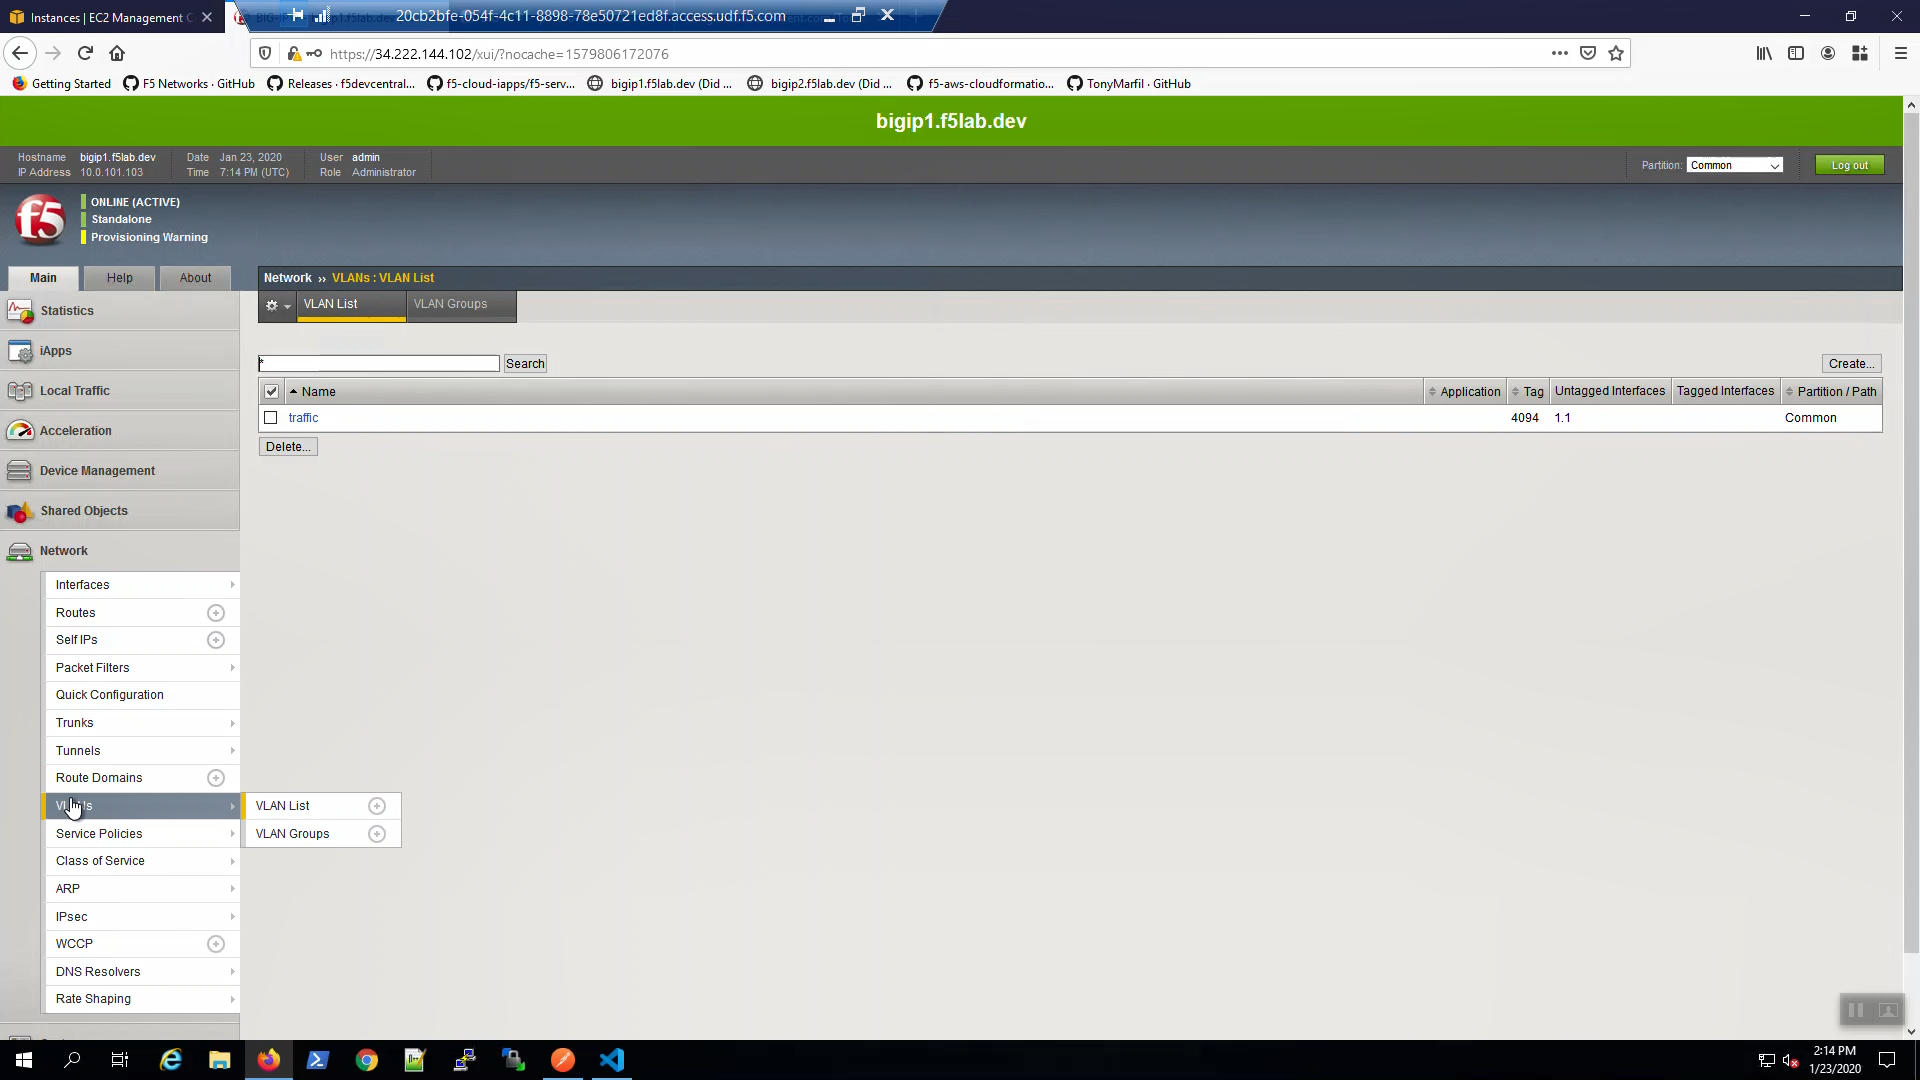 Instances | EC2 Management C
20cb2bfe-054f-4c11-8898-78e50721ed8f.access.udf.f5.com
https://34.222.144.102/xui/?nocache=1579806172076
Getting Started
F5 Networks · GitHub
Releases · f5devcentral...
f5-cloud-iapps/f5-serv...
bigip1.f5lab.dev (Did ...
bigip2.f5lab.dev (Did ...
f5-aws-cloudformatio...
TonyMarfil · GitHub
bigip1.f5lab.dev
Hostname bigip1.f5lab.dev Date Jan 23, 2020 User admin
IP Address 10.0.101.103 Time 7:14 PM (UTC) Role Administrator
Partition: Common
Log out
f5
ONLINE (ACTIVE)
Standalone
Provisioning Warning
Main Help About
Network ›› VLANs : VLAN List
VLAN List VLAN Groups
Statistics
iApps
Local Traffic
Acceleration
Device Management
Shared Objects
Network
Interfaces
Routes
Self IPs
Packet Filters
Quick Configuration
Trunks
Tunnels
Route Domains
VLANs
Service Policies
Class of Service
ARP
IPsec
WCCP
DNS Resolvers
Rate Shaping
VLAN List
VLAN Groups
* Search Create...
Name Application Tag Untagged Interfaces Tagged Interfaces Partition / Path
traffic 4094 1.1 Common
Delete...
2:14 PM
1/23/2020